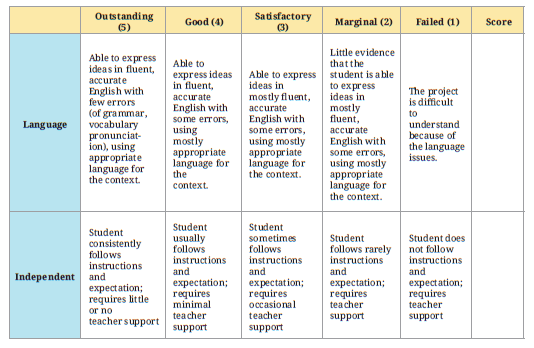 Outstanding (5)
Good (4)
Satisfactory (3)
Marginal (2)
Failed (1)
Score
Language
Able to express
ideas in fluent,
accurate
English with
few errors
(of grammar,
vocabulary
pronunciat-
ion), using
appropriate
language for
the context.
Able to
express ideas
in fluent,
accurate
English with
some errors,
using
mostly
appropriate
language for
the
context.
Able to express
ideas in
mostly fluent,
accurate
English with
some errors,
using mostly
appropriate
language for
the context.
Little evidence
that the
student is able
to express
ideas in
mostly
fluent,
accurate
English with
some errors,
using mostly
appropriate
language for
the context.
The project
is difficult
to
understand
because of
the language
issues.
Independent
Student
consistently
follows
instructions
and
expectation;
requires little
or no
teacher support
Student
usually
follows
instructions
and
expectation;
requires
minimal
teacher
support
Student
sometimes
follows
instructions
and
expectation;
requires
occasional
teacher
support
Student
follows rarely
instructions
and
expectation;
requires
teacher
support
Student does
not follow
instructions
and
expectation;
requires
teacher
support